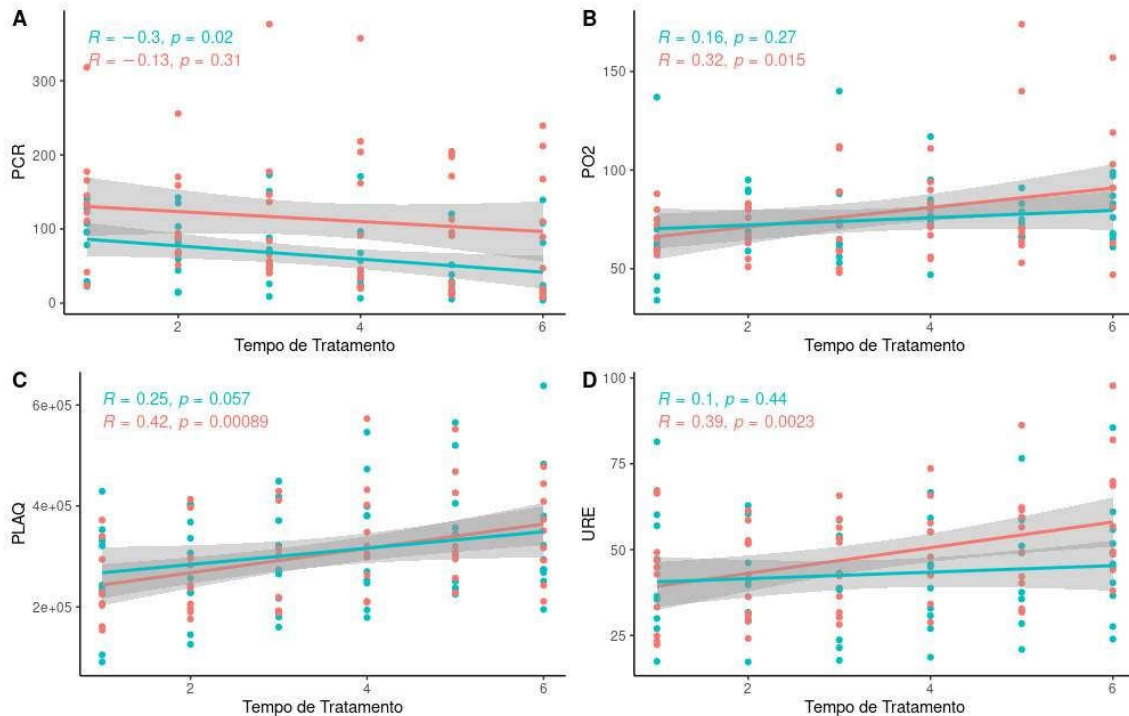 A
R = −0.3, p = 0.02
R = −0.13, p = 0.31
PCR
300
200
100
0
2
4
6
Tempo de Tratamento
B
R = 0.16, p = 0.27
R = 0.32, p = 0.015
PO2
150
100
50
2
4
6
Tempo de Tratamento
C
R = 0.25, p = 0.057
R = 0.42, p = 0.00089
PLAQ
6e+05
4e+05
2e+05
2
4
6
Tempo de Tratamento
D
R = 0.1, p = 0.44
R = 0.39, p = 0.0023
URE
100
75
50
25
2
4
6
Tempo de Tratamento